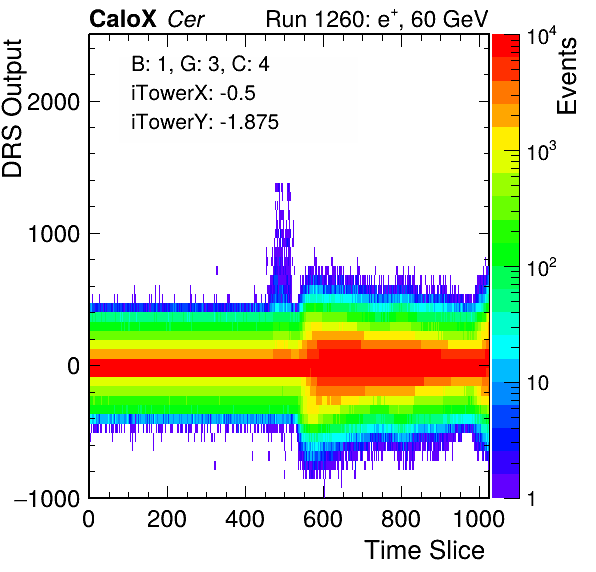 CaloX Cer
Run 1260: e+, 60 GeV
B: 1, G: 3, C: 4
iTowerX: -0.5
iTowerY: -1.875
DRS Output
2000
1000
0
−1000
0 200 400 600 800 1000
Time Slice
Events
10^4
10^3
10^2
10
1